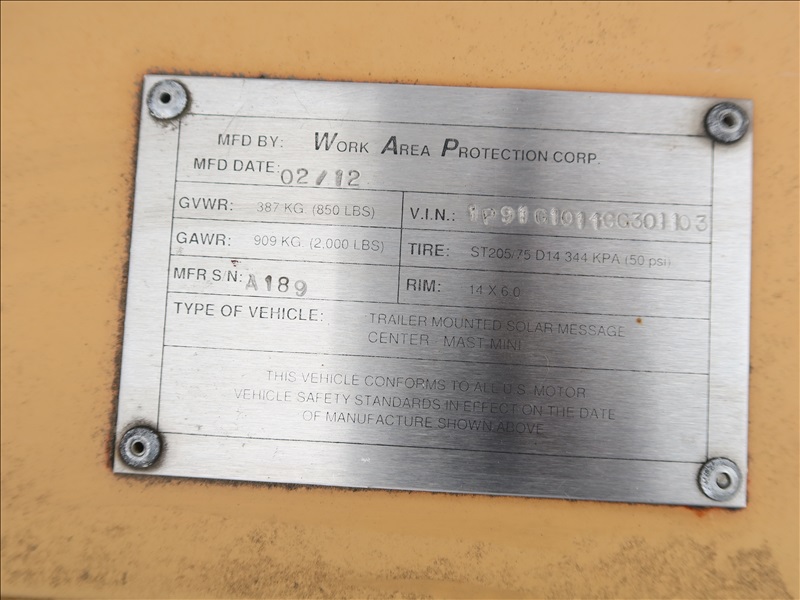 MFD BY: WORK AREA PROTECTION CORP.
MFD DATE: 02/12
GVWR: 387 KG (850 LBS)
V.I.N.:
GAWR: 909 KG (2,000 LBS)
TIRE: ST205/75 D14 344 KPA (50 psi)
MFR S/N: A189
RIM: 14 X 6.0
TYPE OF VEHICLE: TRAILER MOUNTED SOLAR MESSAGE
CENTER - MAST MINI
THIS VEHICLE CONFORMS TO ALL U.S. MOTOR
VEHICLE SAFETY STANDARDS IN EFFECT ON THE DATE
OF MANUFACTURE SHOWN ABOVE